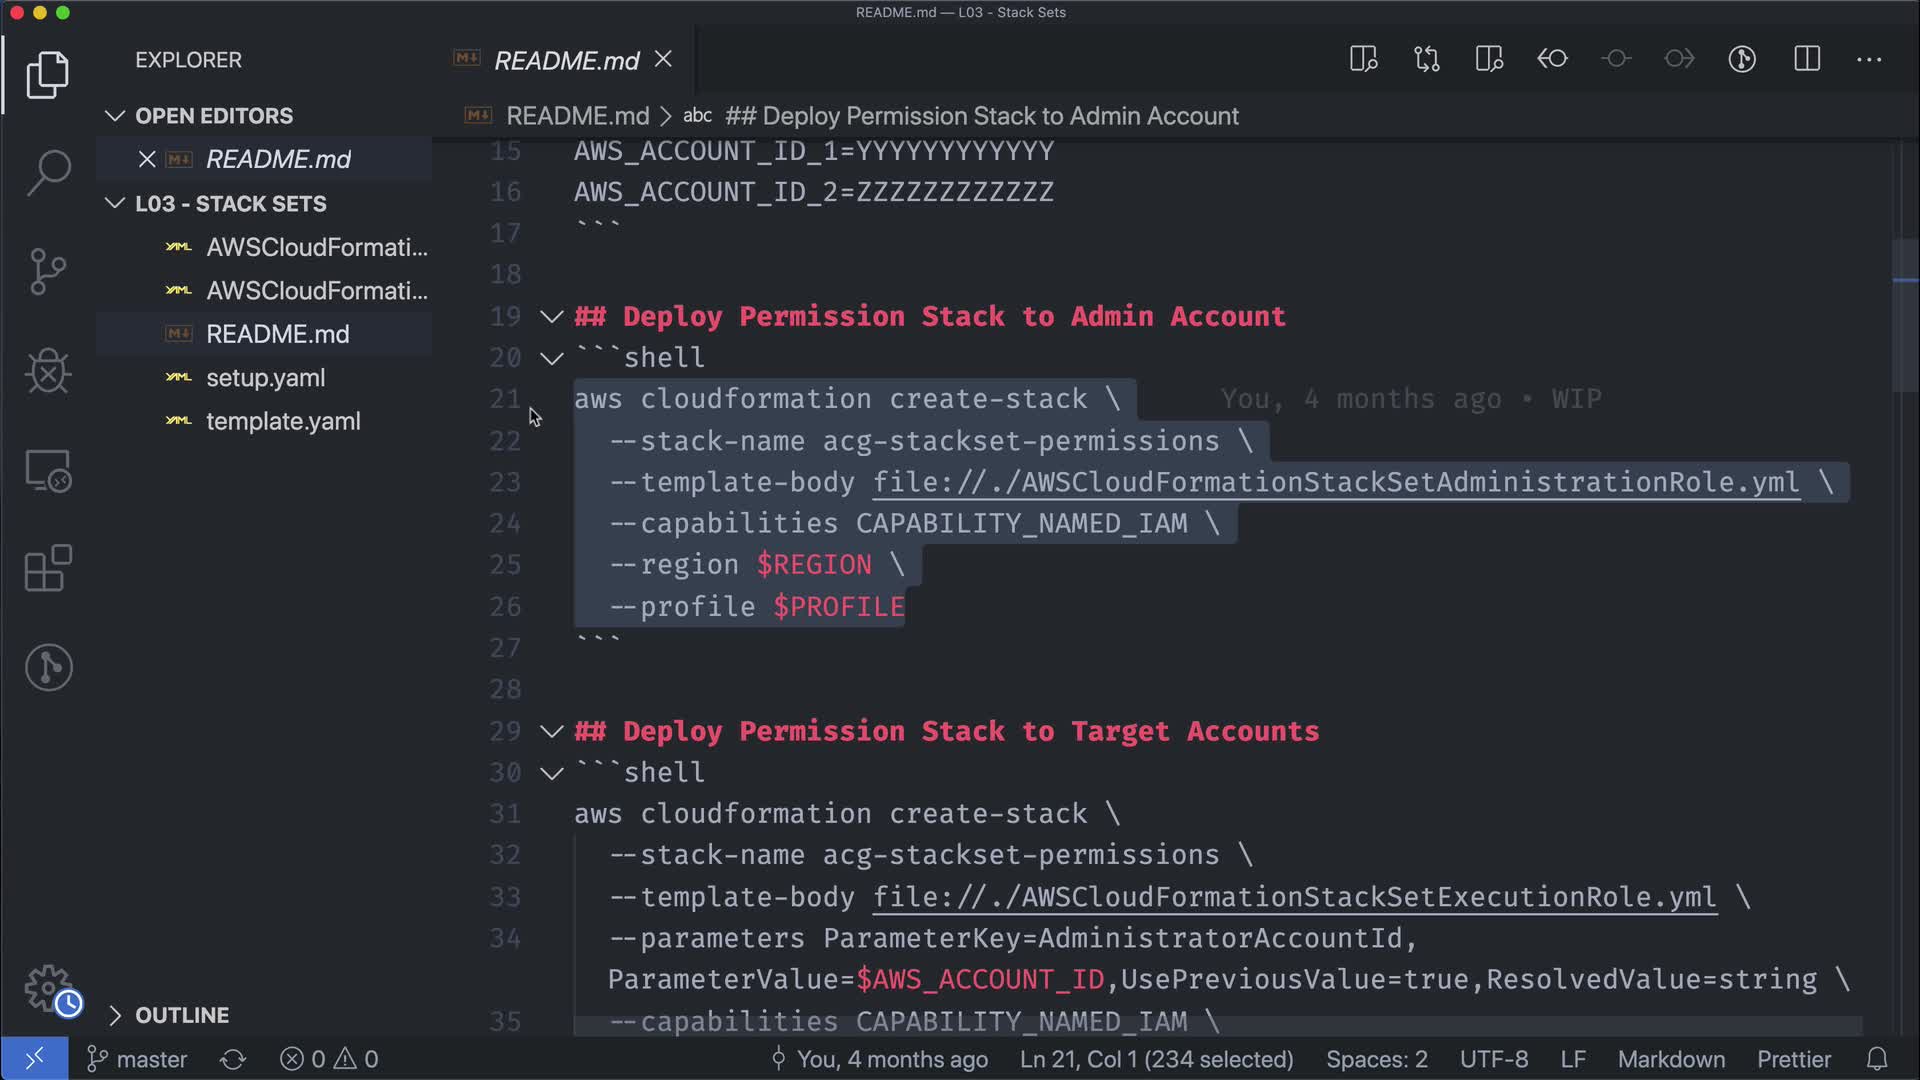 README.md — L03 - Stack Sets
EXPLORER
README.md
OPEN EDITORS
README.md
L03 - STACK SETS
AWSCloudFormati...
AWSCloudFormati...
README.md
setup.yaml
template.yaml
OUTLINE
README.md > abc ## Deploy Permission Stack to Admin Account
15 AWS_ACCOUNT_ID_1=YYYYYYYYYYYY
16 AWS_ACCOUNT_ID_2=ZZZZZZZZZZZZ
17 ```
18
19 ## Deploy Permission Stack to Admin Account
20 ```shell
21 aws cloudformation create-stack \ You, 4 months ago • WIP
22 --stack-name acg-stackset-permissions \
23 --template-body file://./AWSCloudFormationStackSetAdministrationRole.yml \
24 --capabilities CAPABILITY_NAMED_IAM \
25 --region $REGION \
26 --profile $PROFILE
27 ```
28
29 ## Deploy Permission Stack to Target Accounts
30 ```shell
31 aws cloudformation create-stack \
32 --stack-name acg-stackset-permissions \
33 --template-body file://./AWSCloudFormationStackSetExecutionRole.yml \
34 --parameters ParameterKey=AdministratorAccountId,
ParameterValue=$AWS_ACCOUNT_ID,UsePreviousValue=true,ResolvedValue=string \
35 --capabilities CAPABILITY_NAMED_IAM \
master 0 0 You, 4 months ago Ln 21, Col 1 (234 selected) Spaces: 2 UTF-8 LF Markdown Prettier